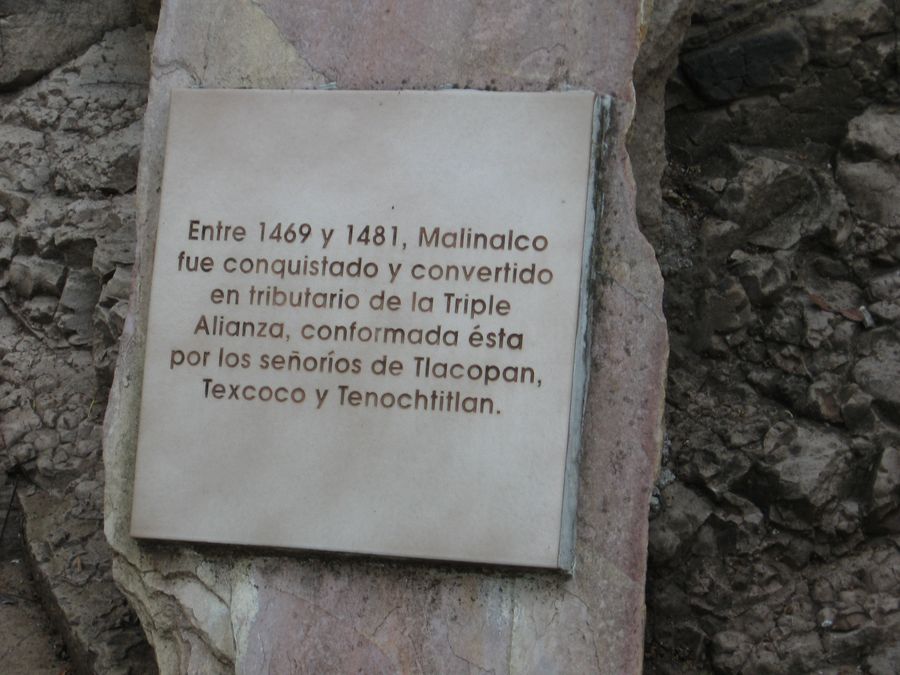 Entre 1469 y 1481, Malinalco
fue conquistado y convertido
en tributario de la Triple
Alianza, conformada ésta
por los señoríos de Tlacopan,
Texcoco y Tenochtitlan.